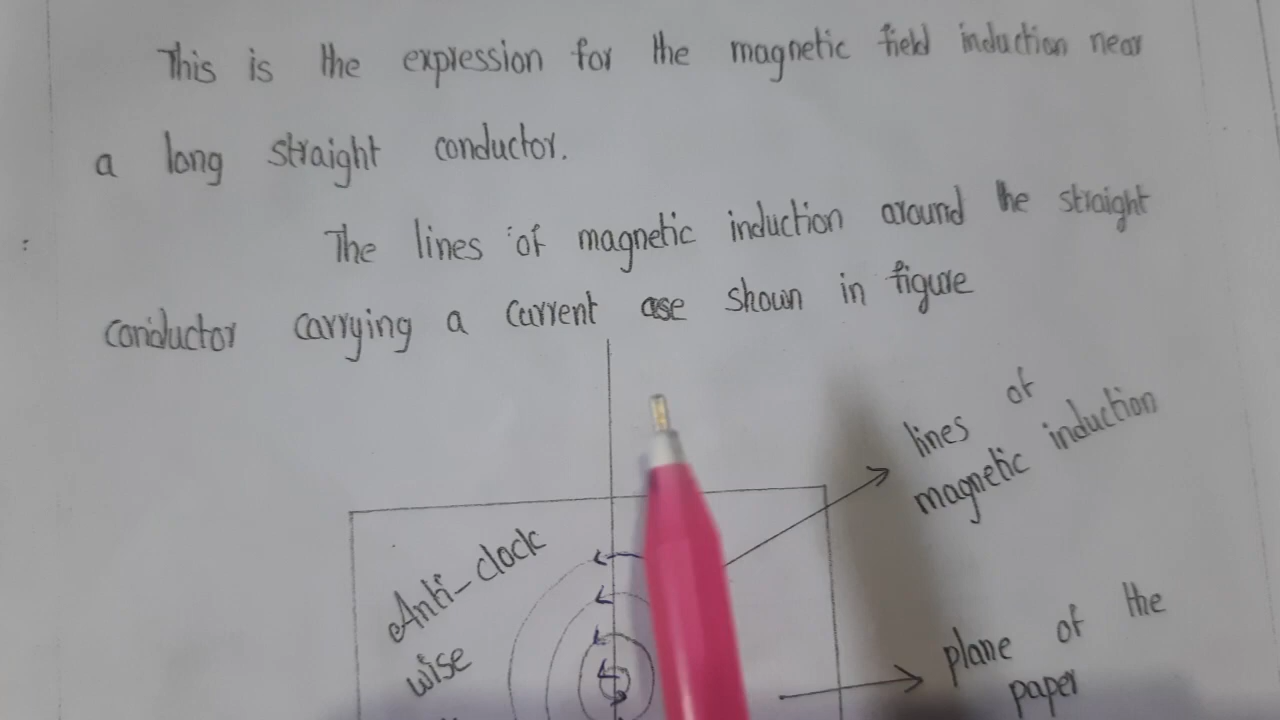 This is the expression for the magnetic field induction near
a long straight conductor.
The lines of magnetic induction around the straight
conductor carrying a current ase shown in figure
lines of
magnetic induction
Anti-clock
wise
plane of the
paper